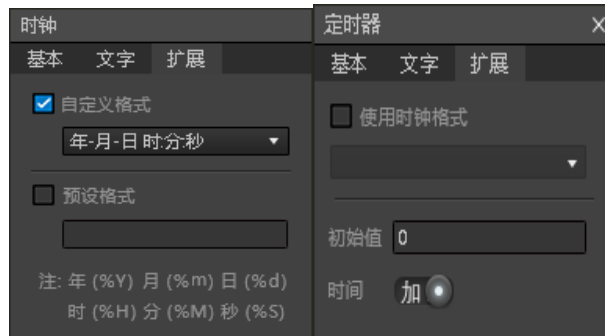 时钟
基本 文字 扩展
自定义格式
年-月-日 时:分:秒
预设格式
注: 年 (%Y) 月 (%m) 日 (%d)
时 (%H) 分 (%M) 秒 (%S)
定时器 X
基本 文字 扩展
使用时钟格式
初始值 0
时间 加